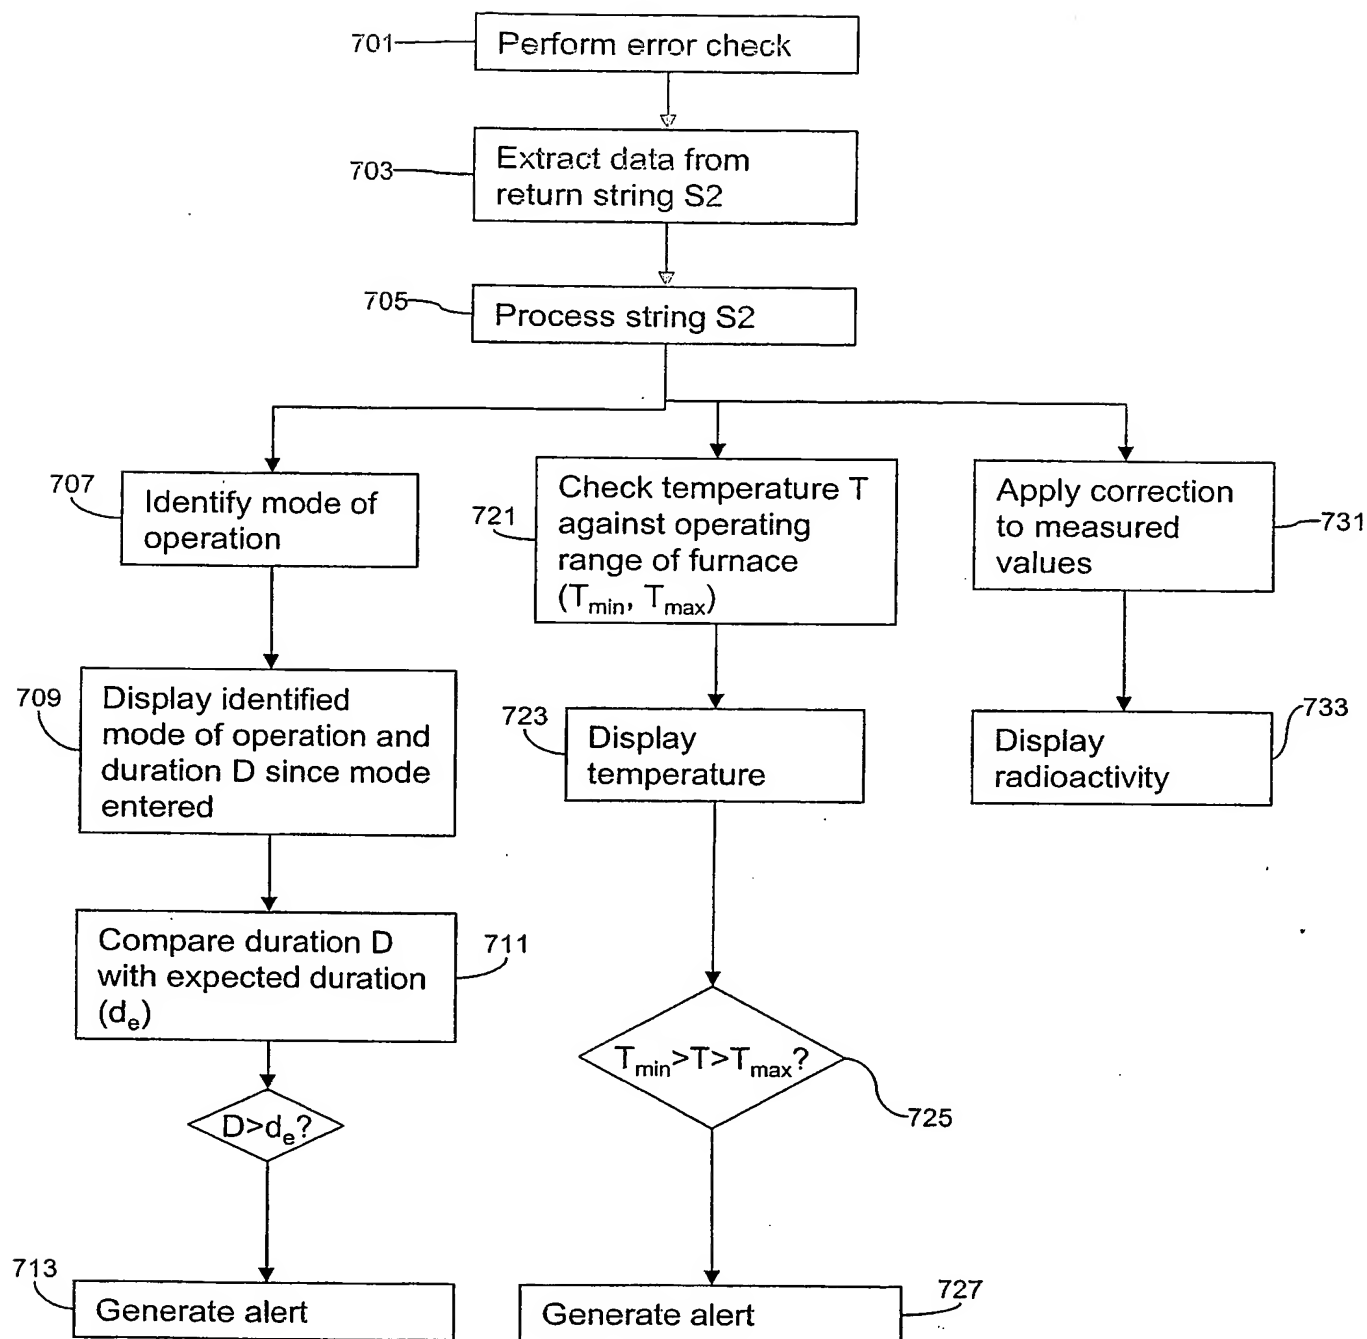 701
Perform error check
703
Extract data from
return string S2
705
Process string S2
707
Identify mode of
operation
721
Check temperature T
against operating
range of furnace
(Tmin, Tmax)
Apply correction
to measured
values
731
709
Display identified
mode of operation and
duration D since mode
entered
723
Display
temperature
Display
radioactivity
733
Compare duration D
with expected duration
(de)
711
Tmin>T>Tmax?
725
D>de?
713
Generate alert
Generate alert
727